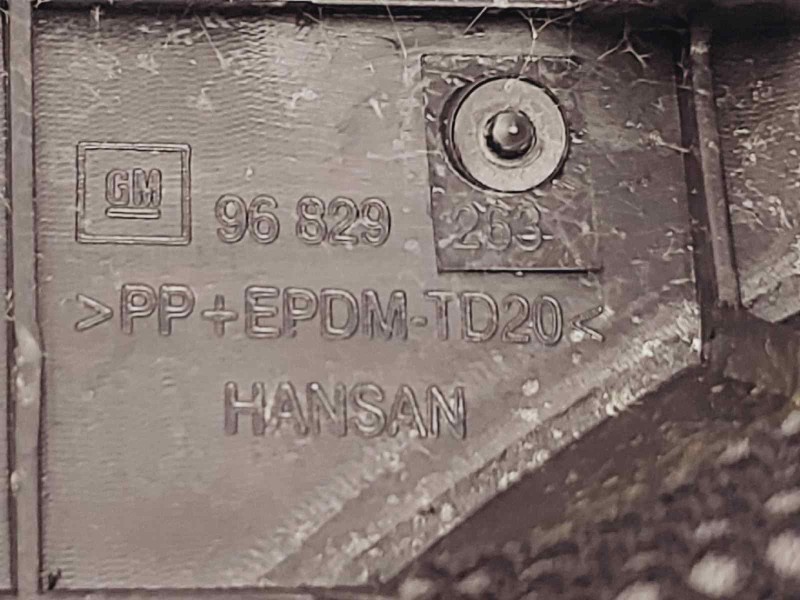 GM 96 829 263
>PP+EPDM-TD20<
HANSAN